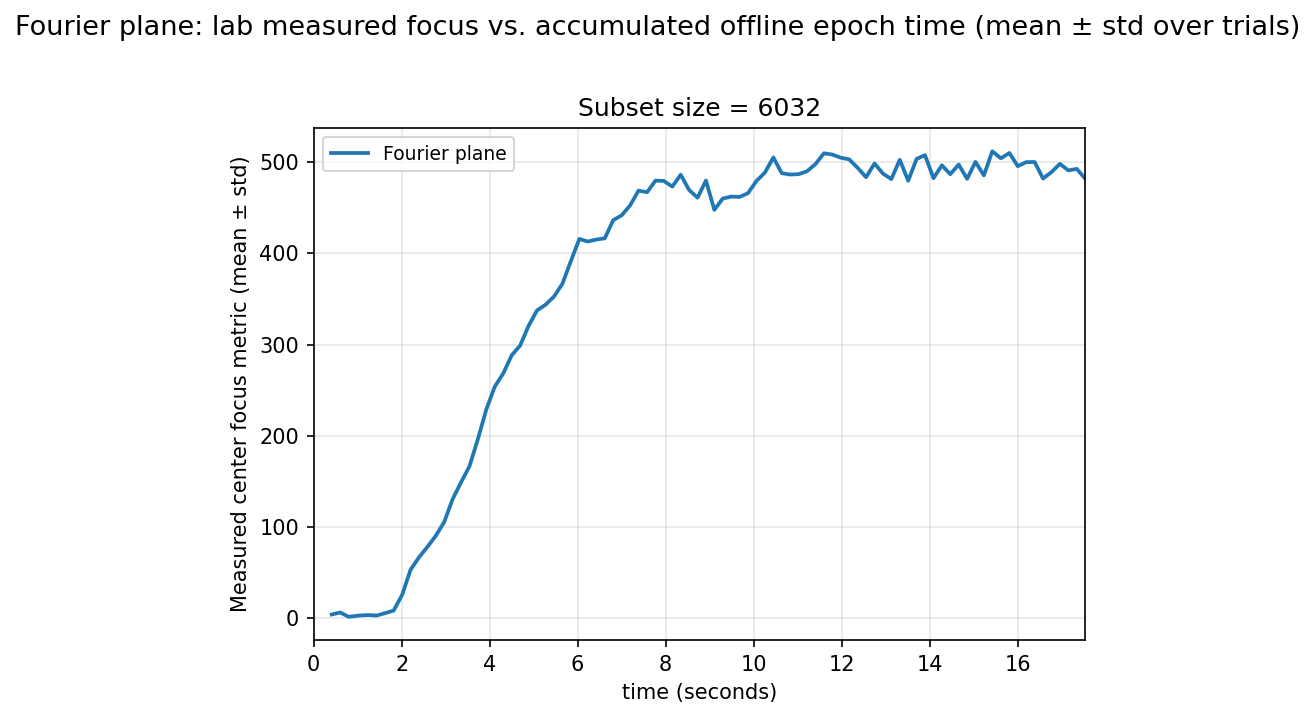 Fourier plane: lab measured focus vs. accumulated offline epoch time (mean ± std over trials)
Subset size = 6032
Fourier plane
Measured center focus metric (mean ± std)
500
400
300
200
100
0
0 2 4 6 8 10 12 14 16
time (seconds)